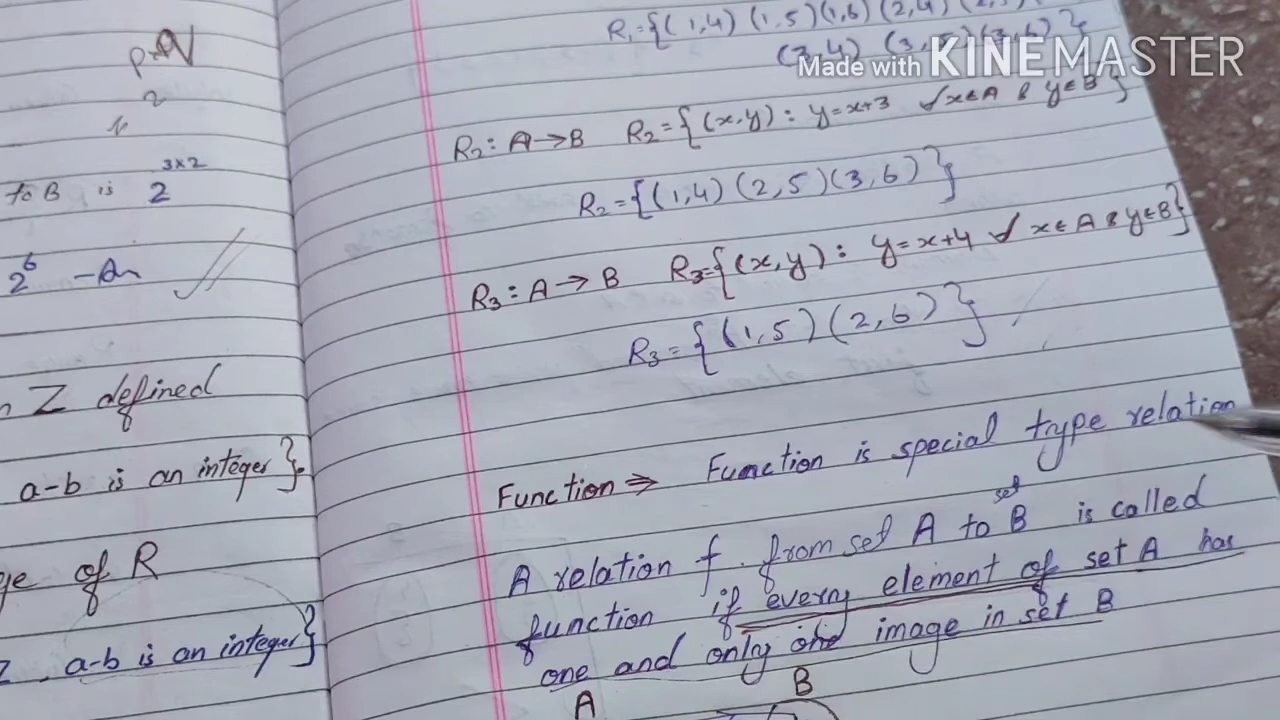 P×Q
2
to B is 2^3×2
2^6 - An
Z defined
a-b is an integer}.
of R
Z, a-b is an integer}
R₁={(1,4) (1,5)(1,6) (2,4)
(3,4) (3,5) (3,6)}
Made with KINEMASTER
R₂: A→B R₂={(x,y): y=x+3 ∀ x∈A & y∈B}
R₂={(1,4) (2,5)(3,6)}
R₃: A→B R₃={(x,y): y=x+4 ∀ x∈A & y∈B}
R₃={(1,5)(2,6)}
Function ⇒ Function is special type relation
A relation f. from set A to set B is called
function if every element of set A has
one and only one image in set B
A B